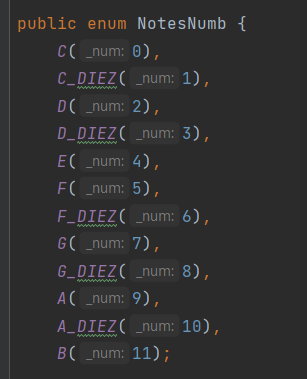 public enum NotesNumb {
C( _num: 0),
C_DIEZ( _num: 1),
D( _num: 2),
D_DIEZ( _num: 3),
E( _num: 4),
F( _num: 5),
F_DIEZ( _num: 6),
G( _num: 7),
G_DIEZ( _num: 8),
A( _num: 9),
A_DIEZ( _num: 10),
B( _num: 11);